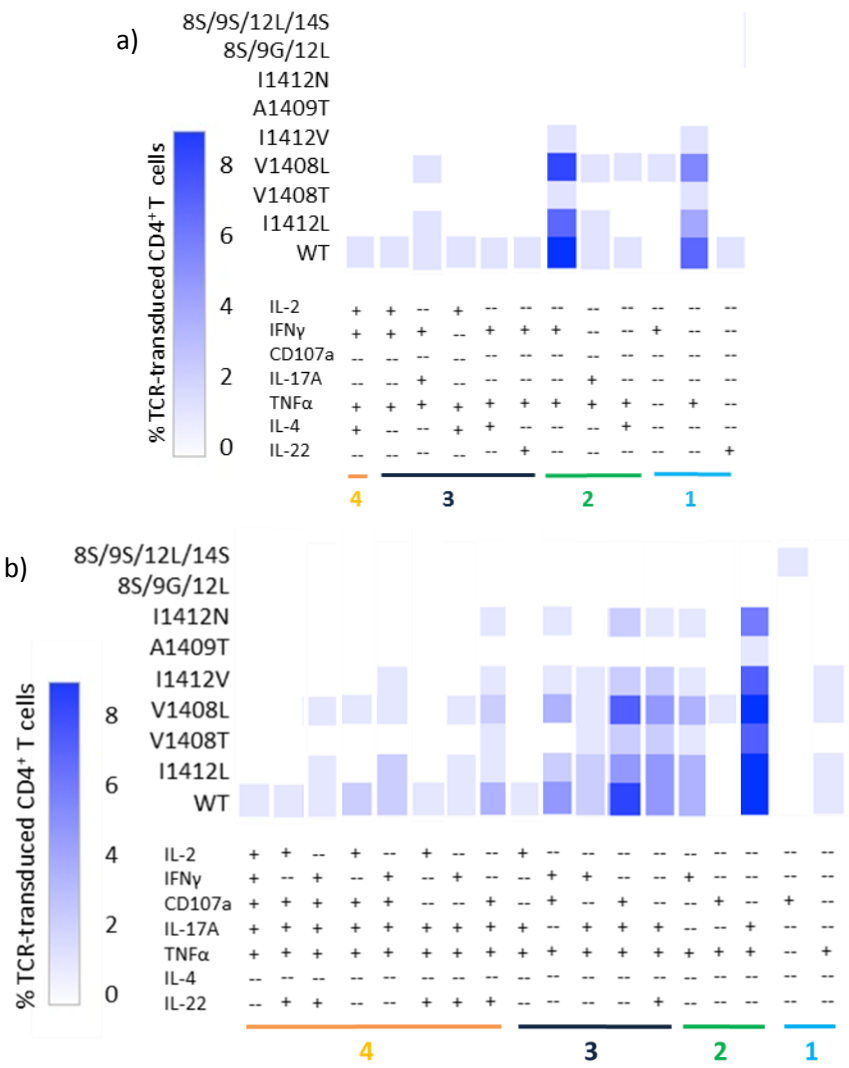 a)
8S/9S/12L/14S
8S/9G/12L
I1412N
A1409T
I1412V
V1408L
V1408T
I1412L
WT
% TCR-transduced CD4⁺ T cells
8
6
4
2
0
IL-2 + + -- + -- -- -- -- -- -- -- --
IFNγ + + + -- + + + -- -- + -- --
CD107a -- -- -- -- -- -- -- -- -- -- -- --
IL-17A -- -- + -- -- -- -- + -- -- -- --
TNFα + + + + + + + + + -- + --
IL-4 + -- -- + + -- -- -- + -- -- --
IL-22 -- -- -- -- -- + -- -- -- -- -- +
4 3 2 1
b)
8S/9S/12L/14S
8S/9G/12L
I1412N
A1409T
I1412V
V1408L
V1408T
I1412L
WT
% TCR-transduced CD4⁺ T cells
8
6
4
2
0
IL-2 + + -- + -- + -- -- + -- -- -- -- -- -- -- -- --
IFNγ + -- + -- + -- + -- -- + + -- -- + -- -- -- --
CD107a + + + + + -- -- + -- + -- + -- -- + -- + --
IL-17A + + + + + + + + + -- + + + -- -- + -- --
TNFα + + + + + + + + + + + + + + + + -- +
IL-4 -- -- -- -- -- -- -- -- -- -- -- -- -- -- -- -- -- --
IL-22 -- + + -- -- + + + -- -- -- -- + -- -- -- -- --
4 3 2 1